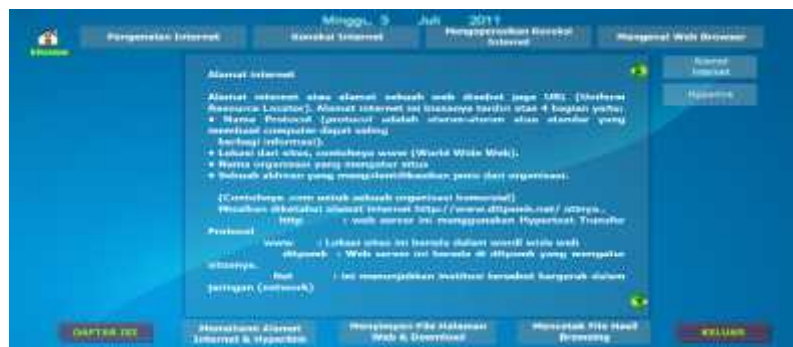 Minggu, 3 Juli 2011
Home
Pengenalan Internet
Koneksi Internet
Mengoperasikan Koneksi
Internet
Mengenal Web Browser
Alamat
Internet
Hyperlink
Alamat internet
Alamat internet atau alamat sebuah web disebut juga URL (Uniform
Resource Locator). Alamat internet ini biasanya terdiri atas 4 bagian yaitu:
• Nama Protocol (protocol adalah aturan-aturan atau standar yang
membuat computer dapat saling
berbagi informasi).
• Lokasi dari situs, contohnya www (World Wide Web).
• Nama organisasi yang mengatur situs
• Sebuah akhiran yang mengidentifikasikan jenis dari organisasi.
(Contohnya .com untuk sebuah organisasi komersial)
Misalkan diketahui alamat internet http://www.ditpsmk.net/ artinya..
http : web server ini menggunakan Hypertext Transfer
Protocol
www : Lokasi situs ini berada dalam world wide web
ditpsmk : Web server ini berada di ditpsmk yang mengatur
situsnya.
Net : ini menunjukkan institusi tersebut bergerak dalam
jaringan (network)
DAFTAR ISI
Memahami Alamat
Internet & Hyperlink
Menyimpan File Halaman
Web & Download
Mencetak File Hasil
Browsing
KELUAR